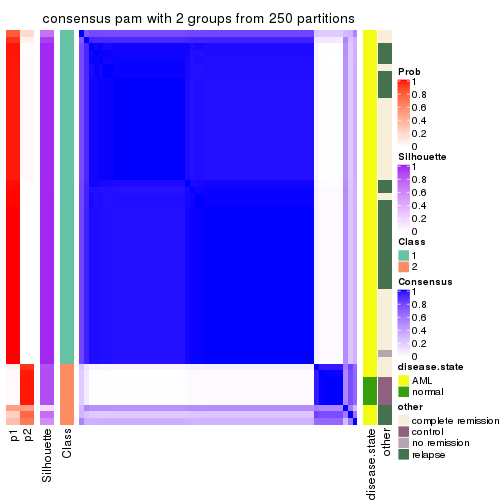 consensus pam with 2 groups from 250 partitions
Prob
1
0.8
0.6
0.4
0.2
0
Silhouette
1
0.8
0.6
0.4
0.2
0
Class
1
2
Consensus
1
0.8
0.6
0.4
0.2
0
disease.state
AML
normal
other
complete remission
control
no remission
relapse
p1
p2
Silhouette
Class
disease.state
other